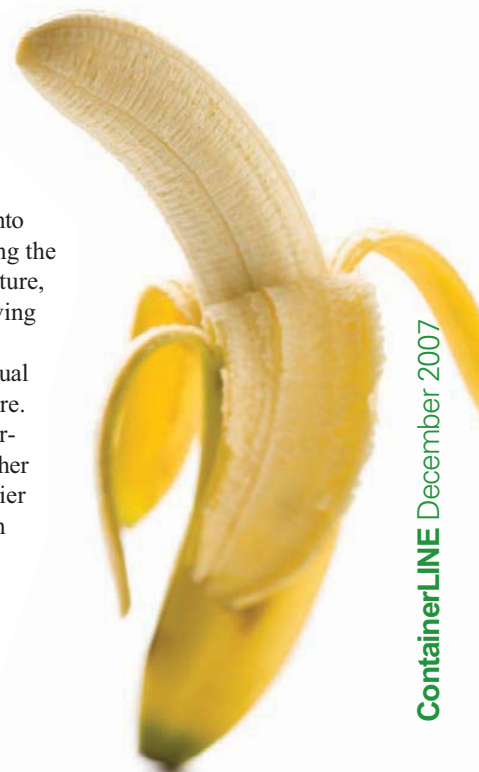 nto
ng the
ture,
ving
ual
re.
r-
her
ier
n
ContainerLINE December 2007